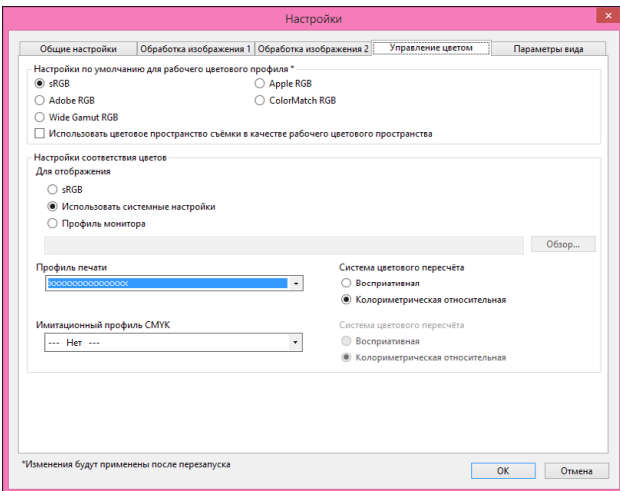 Настройки
Общие настройки Обработка изображения 1 Обработка изображения 2 Управление цветом Параметры вида
Настройки по умолчанию для рабочего цветового профиля *
sRGB Apple RGB
Adobe RGB ColorMatch RGB
Wide Gamut RGB
Использовать цветовое пространство съёмки в качестве рабочего цветового пространства
Настройки соответствия цветов
Для отображения
sRGB
Использовать системные настройки
Профиль монитора
Обзор...
Профиль печати Система цветового пересчёта
xxxxxxxxxxxxxxx Восприятивная
Колориметрическая относительная
Имитационный профиль CMYK Система цветового пересчёта
--- Нет --- Восприятивная
Колориметрическая относительная
*Изменения будут применены после перезапуска
OK Отмена